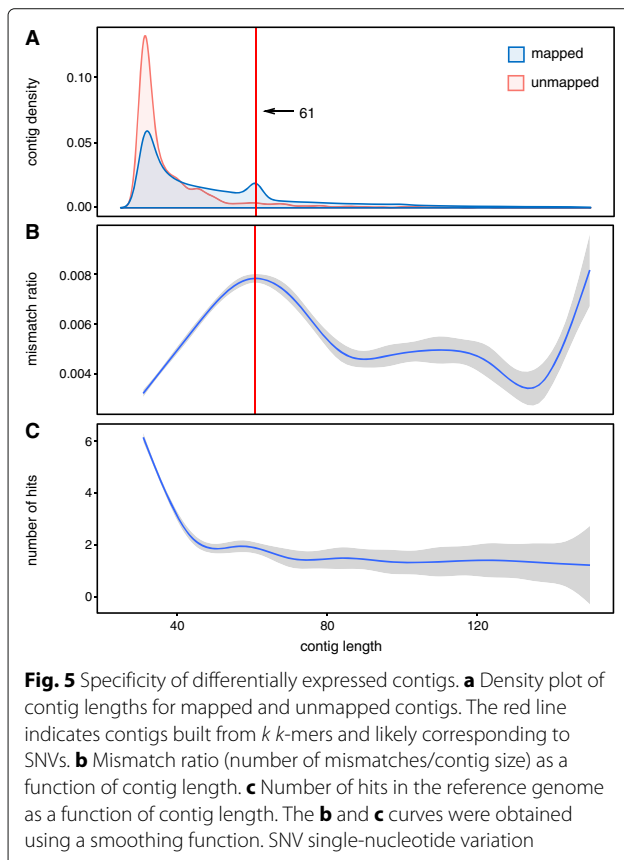 A
mapped
unmapped
61
contig density
0.10
0.05
0.00
B
mismatch ratio
0.008
0.006
0.004
C
number of hits
6
4
2
0
40
80
120
contig length
Fig. 5 Specificity of differentially expressed contigs. a Density plot of
contig lengths for mapped and unmapped contigs. The red line
indicates contigs built from k k-mers and likely corresponding to
SNVs. b Mismatch ratio (number of mismatches/contig size) as a
function of contig length. c Number of hits in the reference genome
as a function of contig length. The b and c curves were obtained
using a smoothing function. SNV single-nucleotide variation